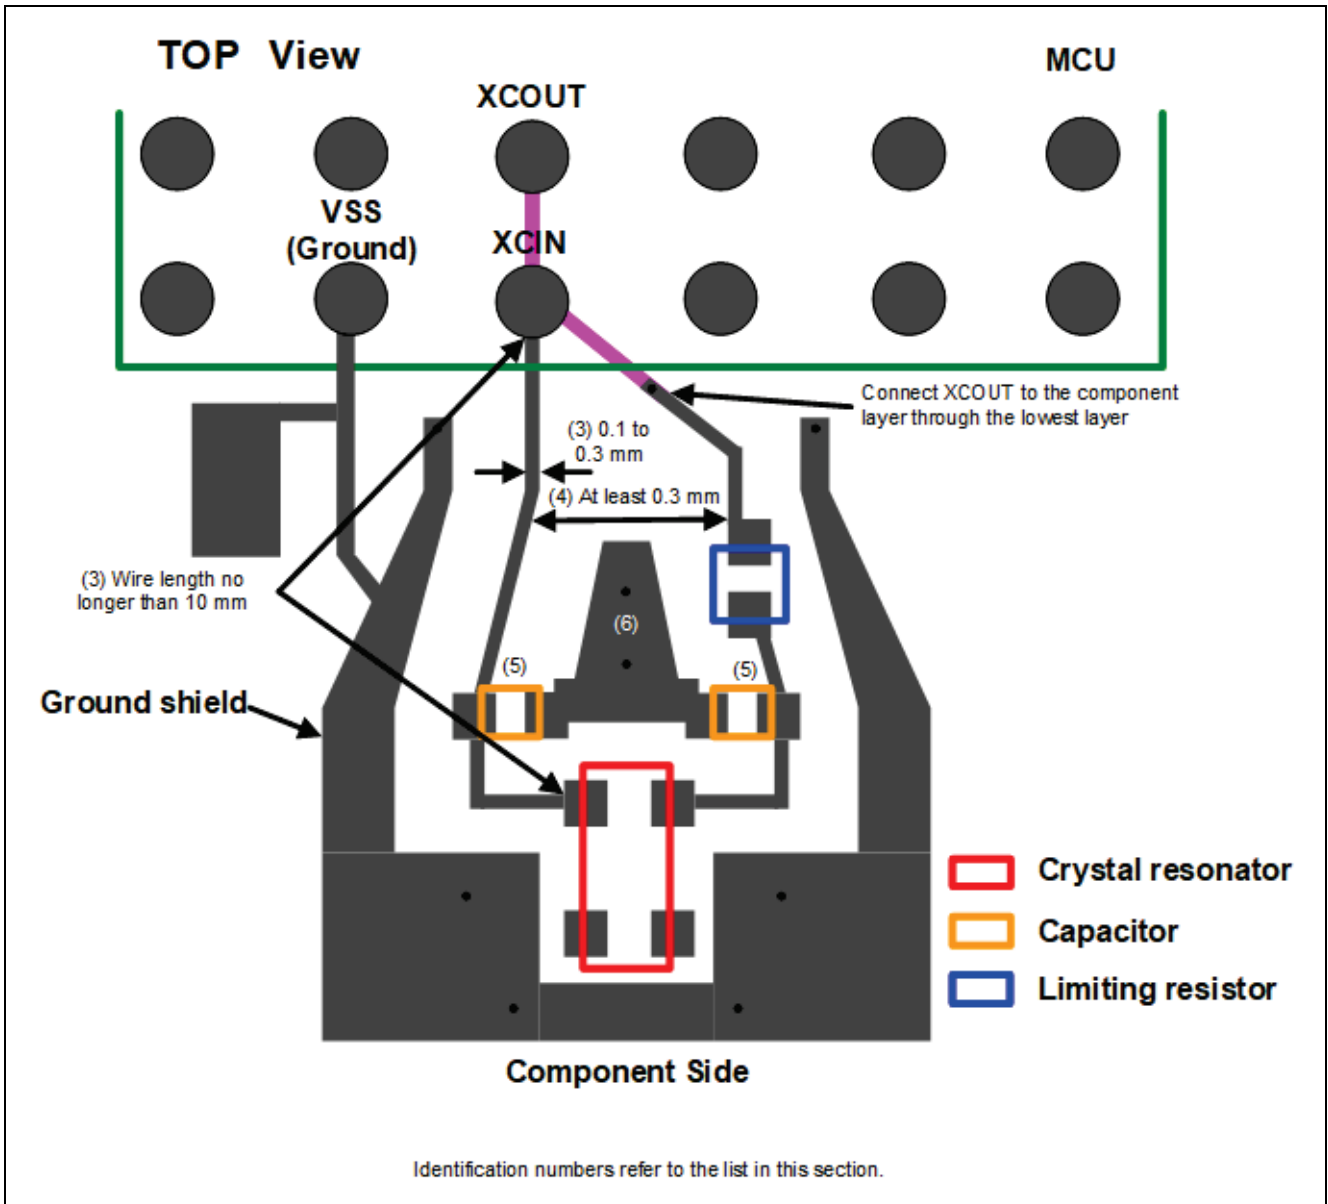 TOP View
MCU
XCOUT
VSS
(Ground)
XCIN
Connect XCOUT to the component
layer through the lowest layer
(3) 0.1 to
0.3 mm
(4) At least 0.3 mm
(3) Wire length no
longer than 10 mm
(6)
(5)
(5)
Ground shield
Crystal resonator
Capacitor
Limiting resistor
Component Side
Identification numbers refer to the list in this section.